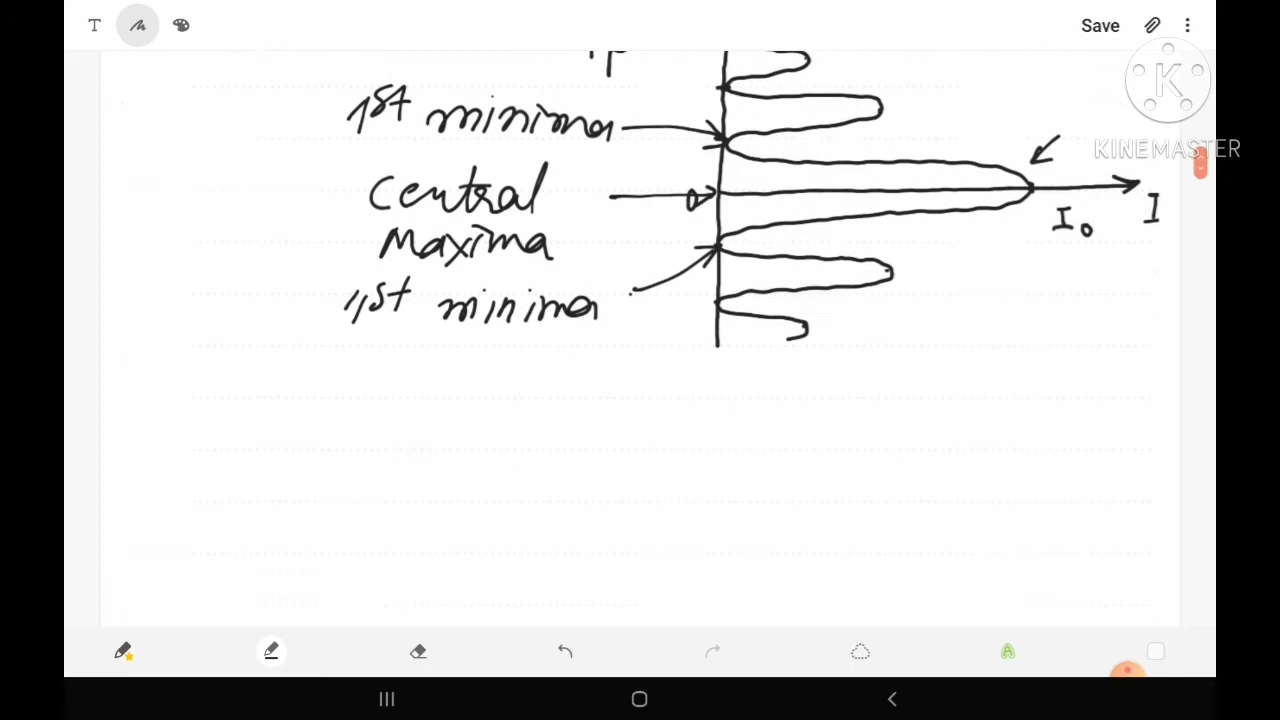 T
Save
K
KINEMASTER
1st minima
Central
O
Maxima
I0
I
1st minima
A